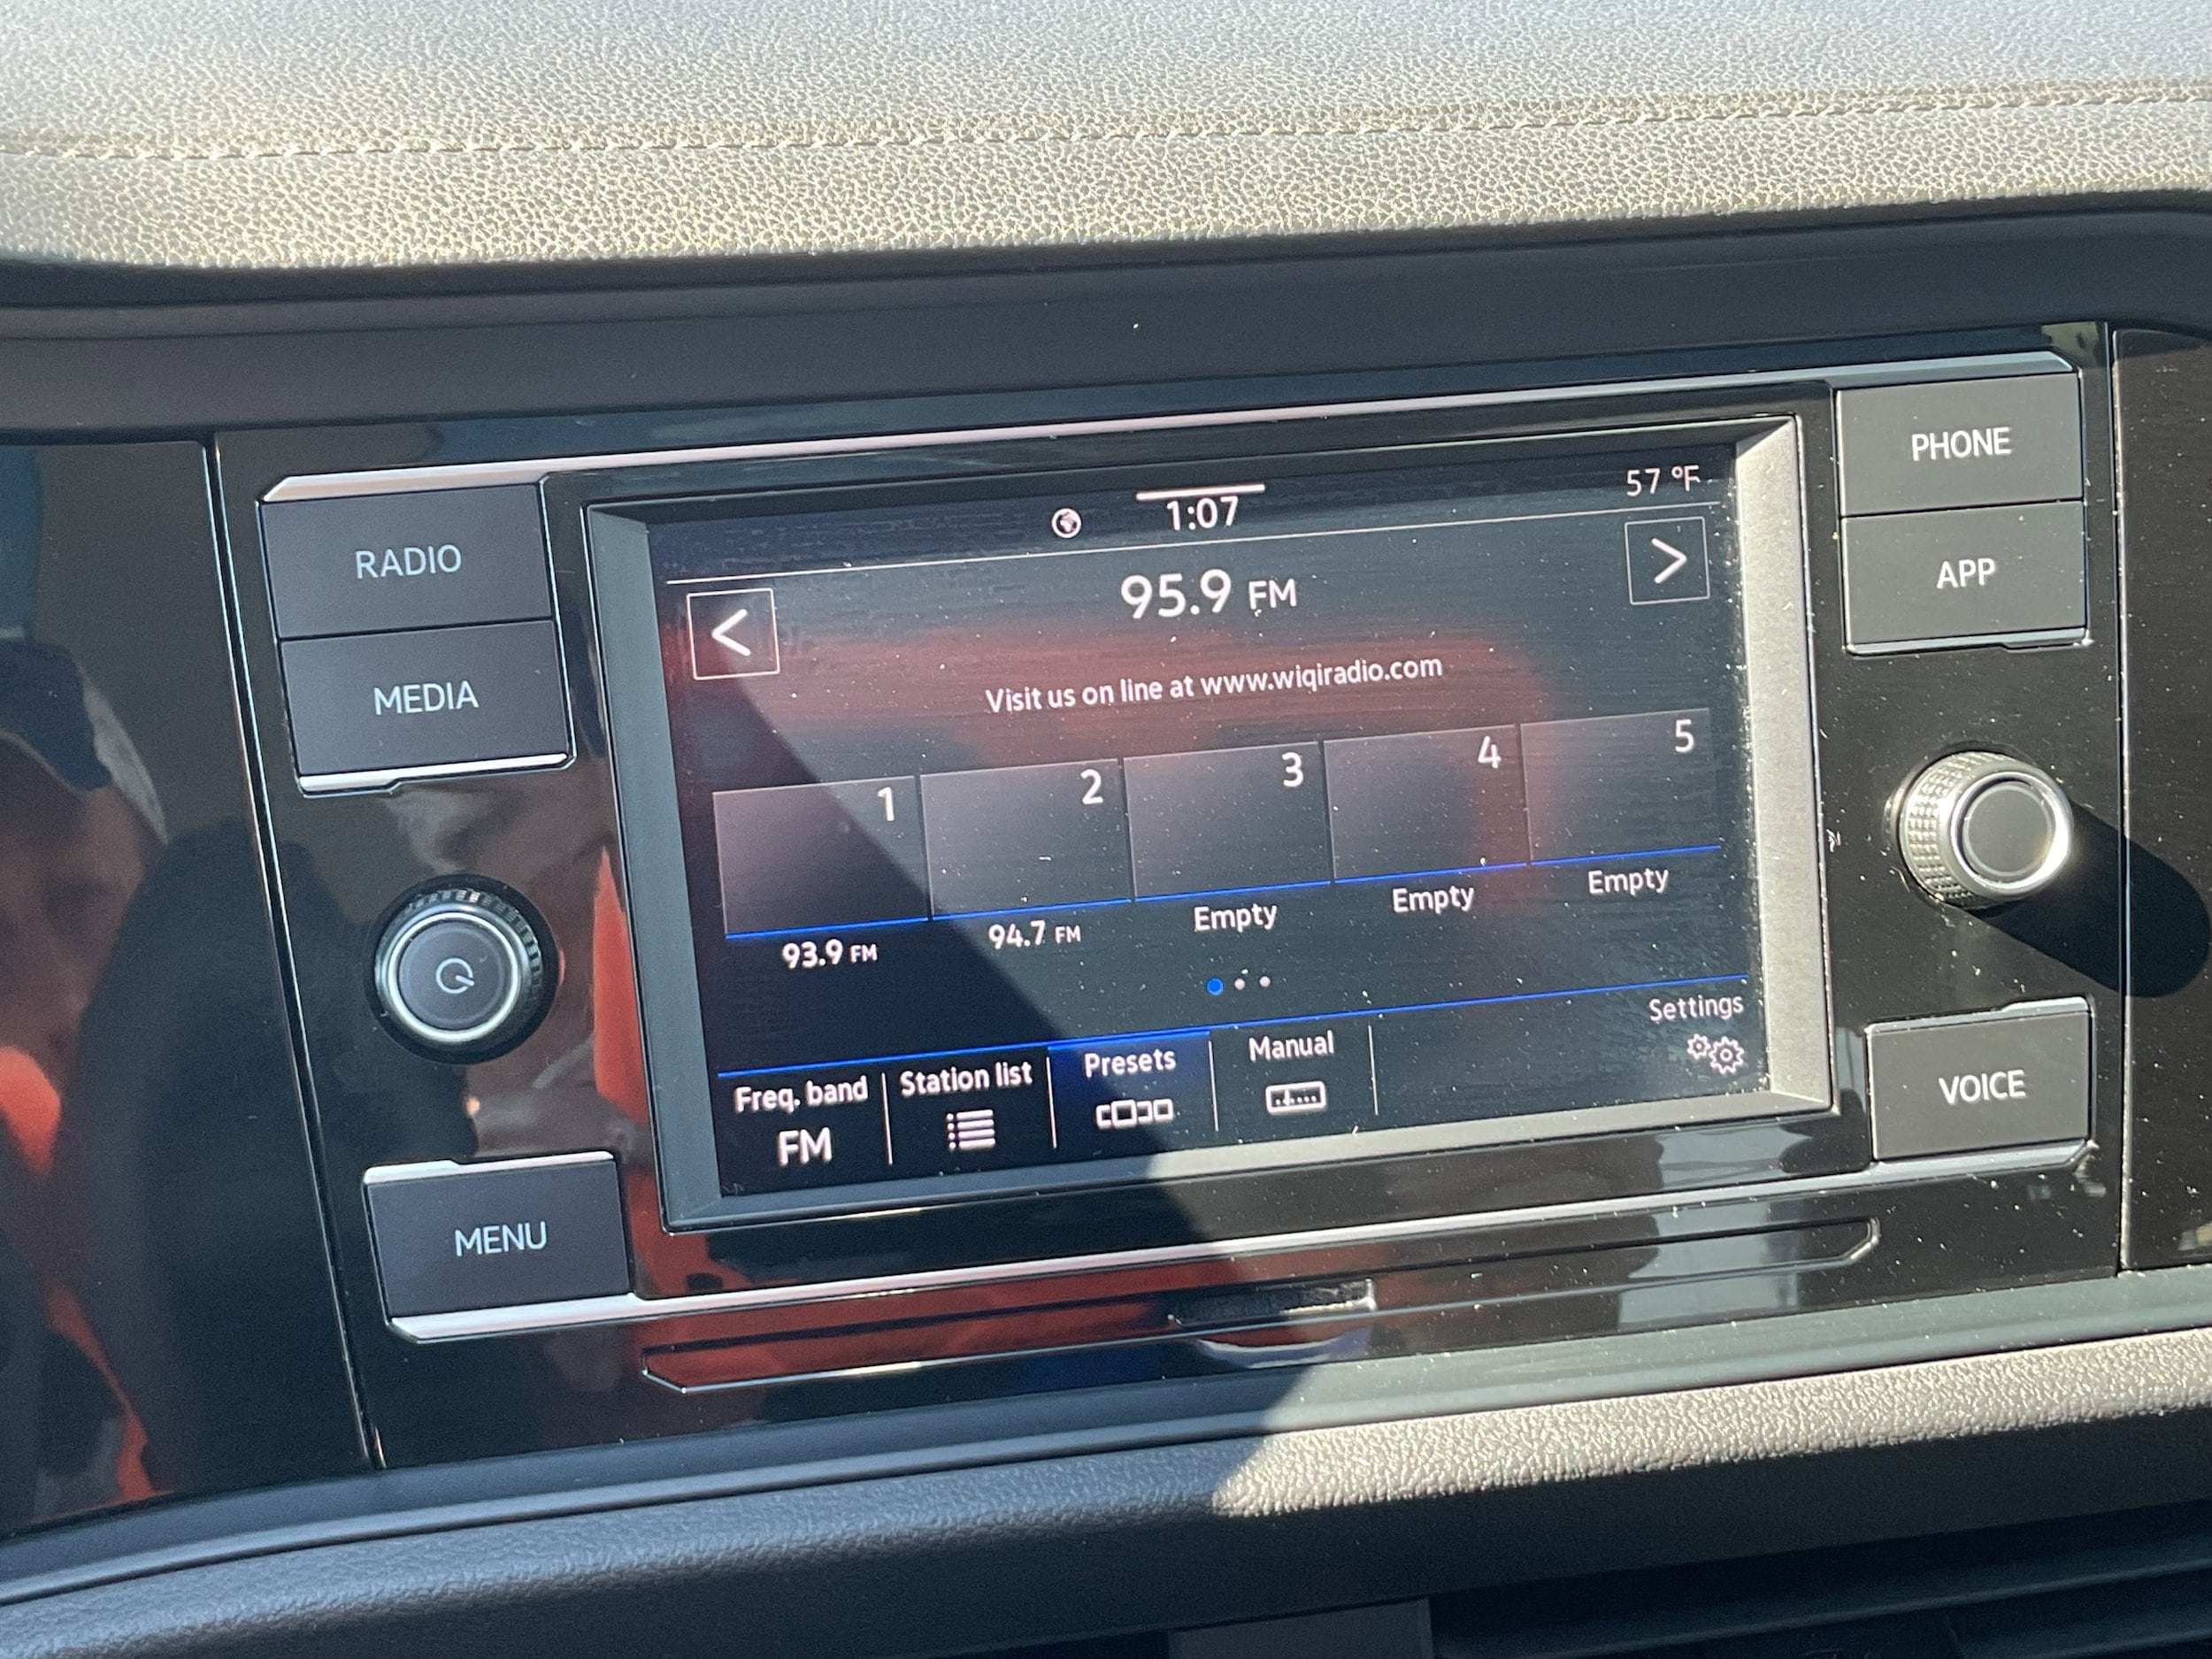 57 °F
1:07
PHONE
RADIO
95.9 FM
<
>
APP
MEDIA
Visit us on line at www.wiqiradio.com
1 2 3 4 5
93.9 FM 94.7 FM Empty Empty Empty
Settings
Freq. band Station list Presets Manual
FM
VOICE
MENU